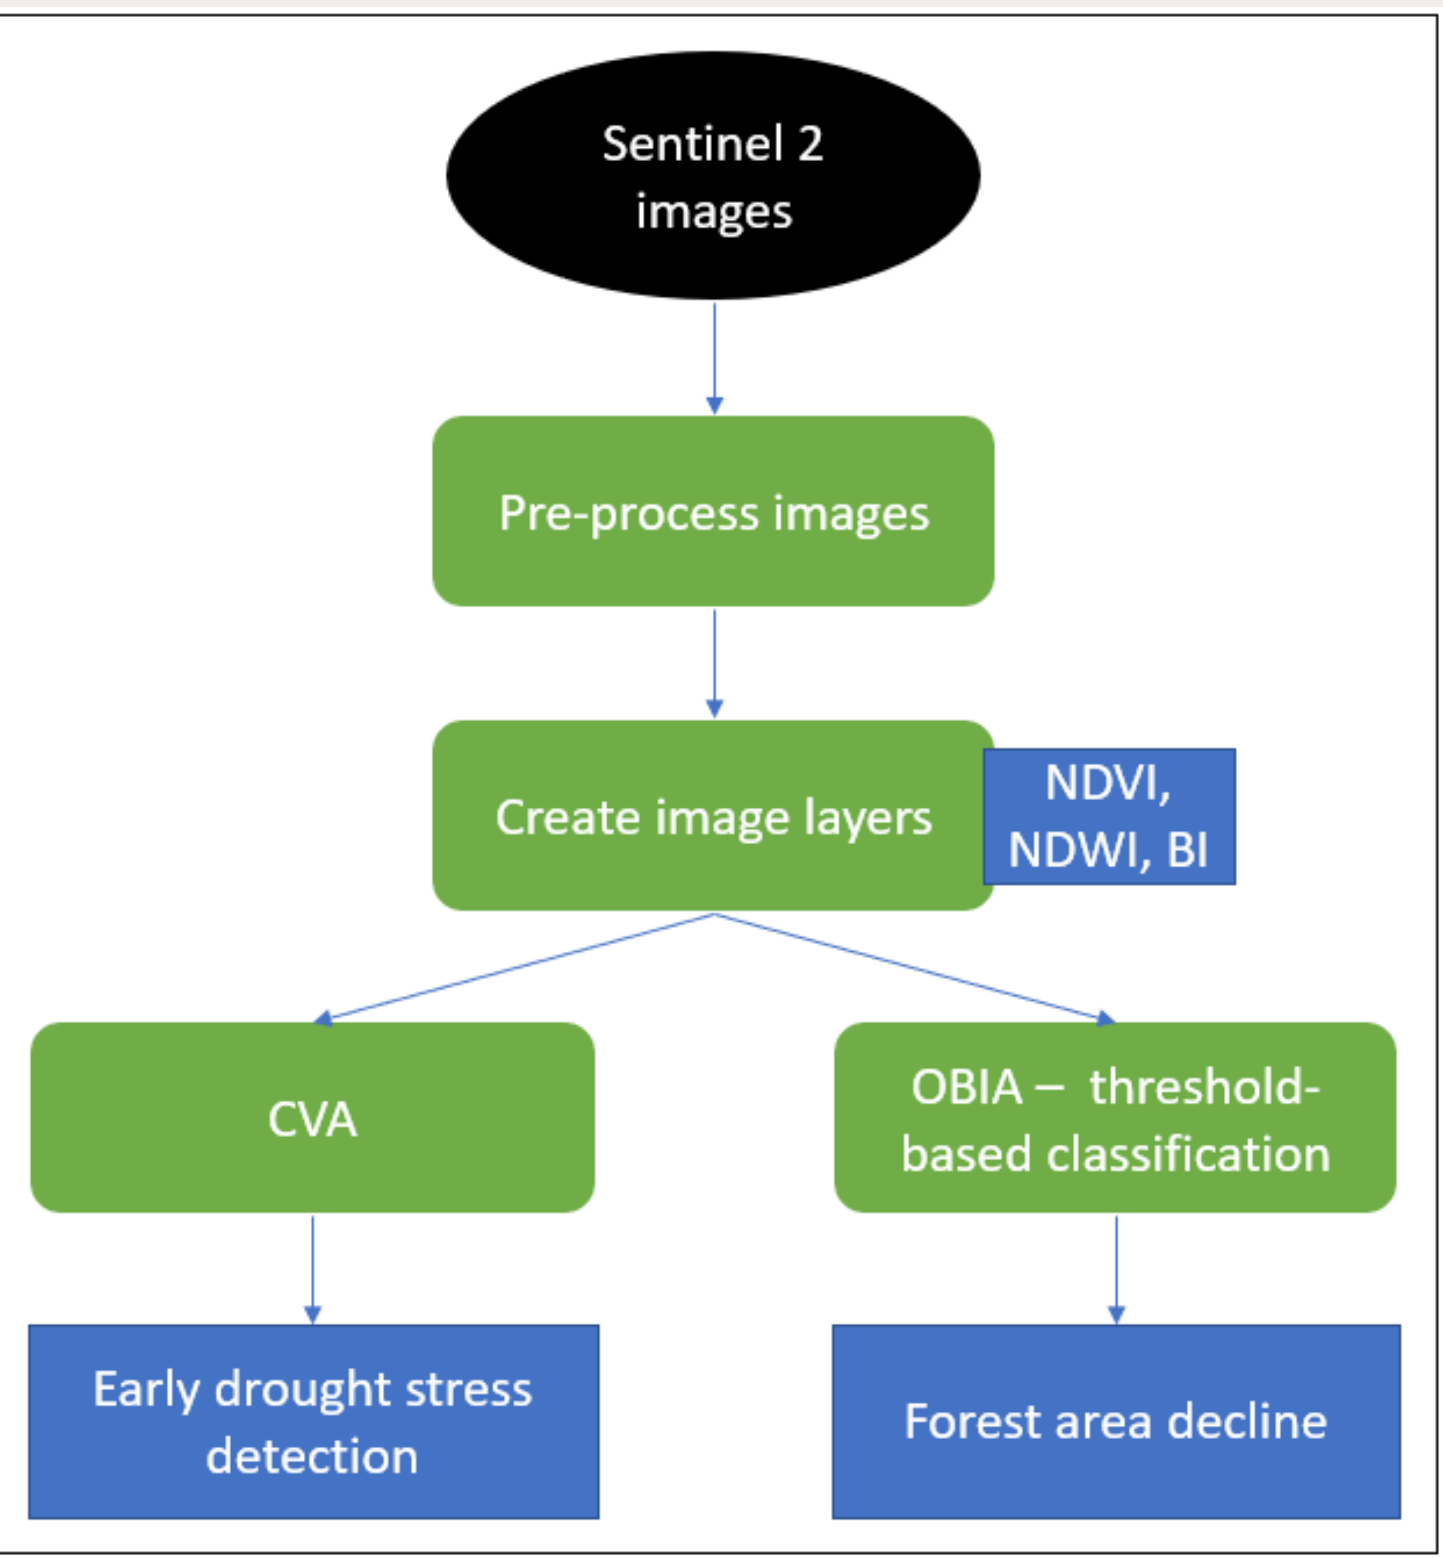 Sentinel 2
images
Pre-process images
Create image layers
NDVI,
NDWI, BI
CVA
OBIA –  threshold-
based classification
Early drought stress
detection
Forest area decline